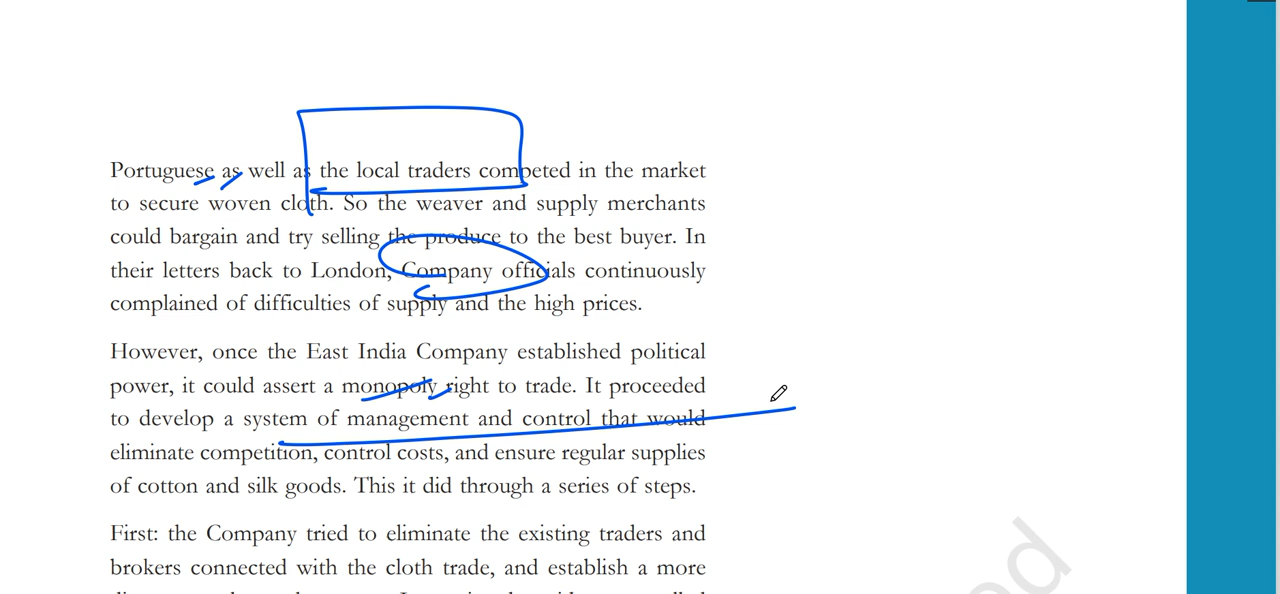 Portuguese as well as the local traders competed in the market
to secure woven cloth. So the weaver and supply merchants
could bargain and try selling the produce to the best buyer. In
their letters back to London, Company officials continuously
complained of difficulties of supply and the high prices.
However, once the East India Company established political
power, it could assert a monopoly right to trade. It proceeded
to develop a system of management and control that would
eliminate competition, control costs, and ensure regular supplies
of cotton and silk goods. This it did through a series of steps.
First: the Company tried to eliminate the existing traders and
brokers connected with the cloth trade, and establish a more